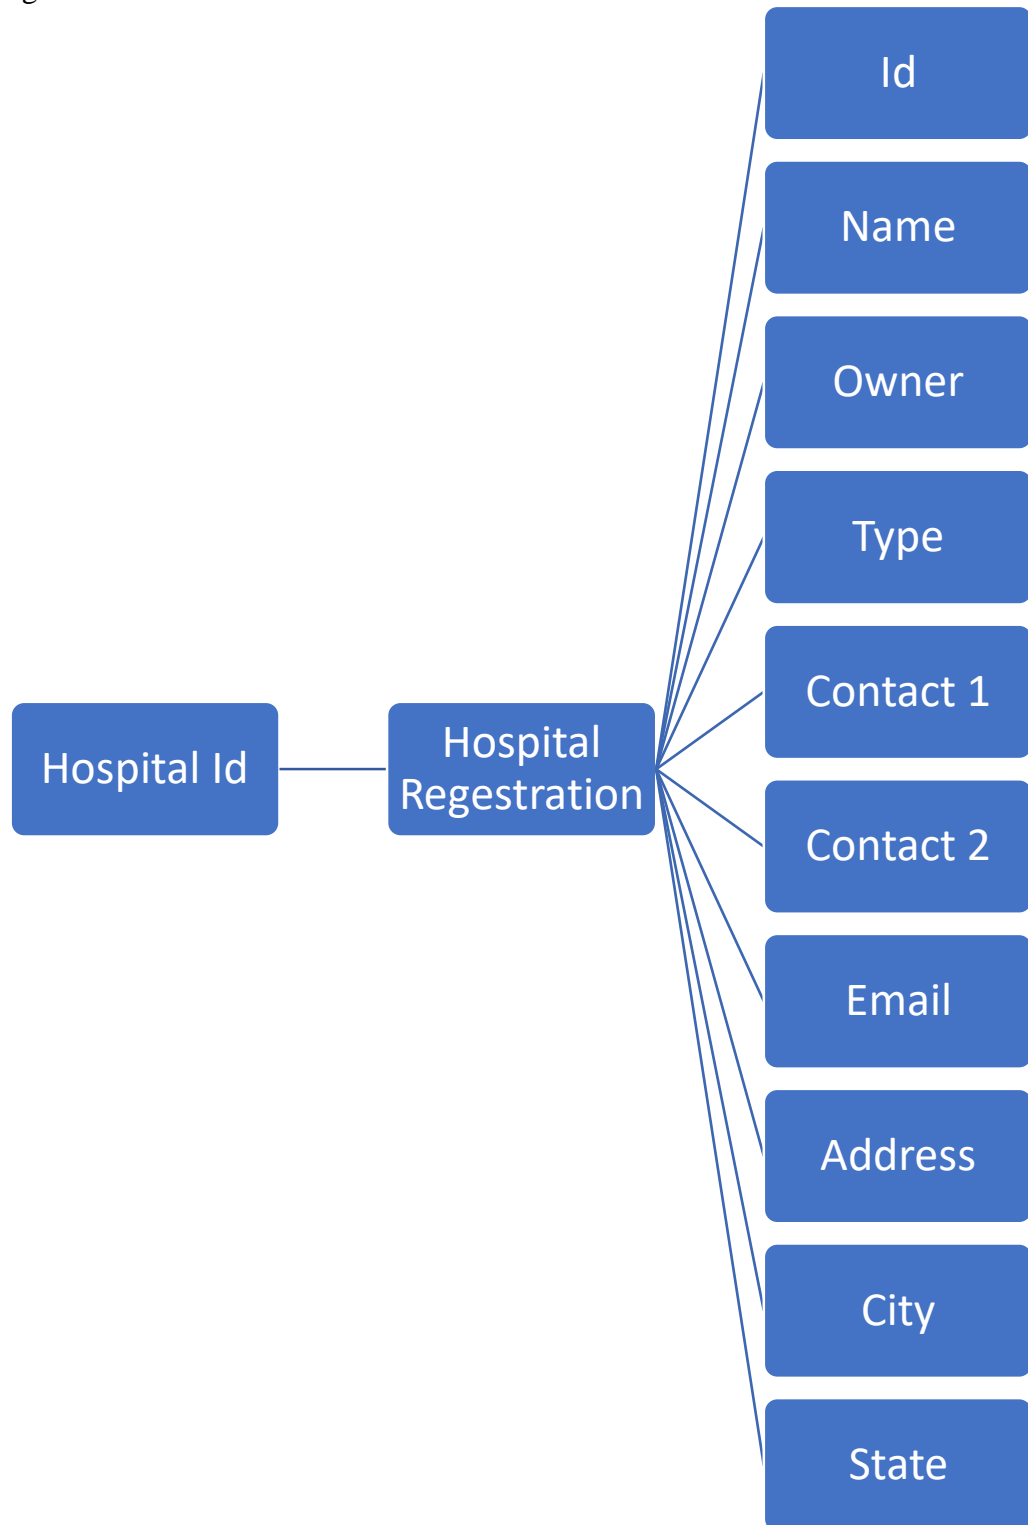 Id
Name
Owner
Type
Contact 1
Hospital Id
Hospital
Regestration
Contact 2
Email
Address
City
State